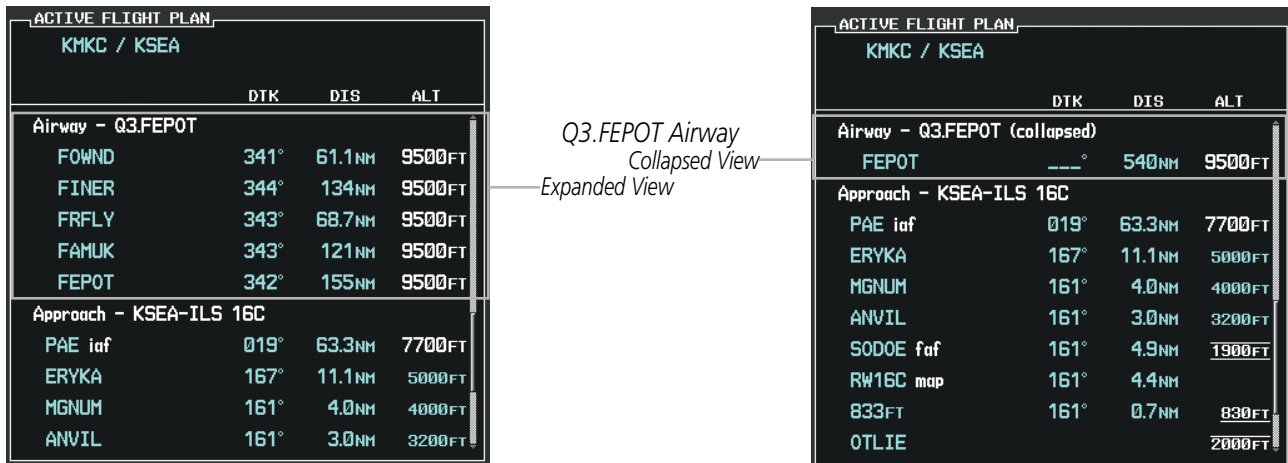 ACTIVE FLIGHT PLAN
KMKC / KSEA
DTK DIS ALT
Airway - Q3.FEPOT
FOWND 341° 61.1NM 9500FT
FINER 344° 134NM 9500FT
FRFLY 343° 68.7NM 9500FT
FAMUK 343° 121NM 9500FT
FEPOT 342° 155NM 9500FT
Approach - KSEA-ILS 16C
PAE iaf 019° 63.3NM 7700FT
ERYKA 167° 11.1NM 5000FT
MGNUM 161° 4.0NM 4000FT
ANVIL 161° 3.0NM 3200FT
Q3.FEPOT Airway
Collapsed View
Expanded View
ACTIVE FLIGHT PLAN
KMKC / KSEA
DTK DIS ALT
Airway - Q3.FEPOT (collapsed)
FEPOT ___° 540NM 9500FT
Approach - KSEA-ILS 16C
PAE iaf 019° 63.3NM 7700FT
ERYKA 167° 11.1NM 5000FT
MGNUM 161° 4.0NM 4000FT
ANVIL 161° 3.0NM 3200FT
SODOE faf 161° 4.9NM 1900FT
RW16C map 161° 4.4NM
833FT 161° 0.7NM 830FT
OTLIE 2000FT